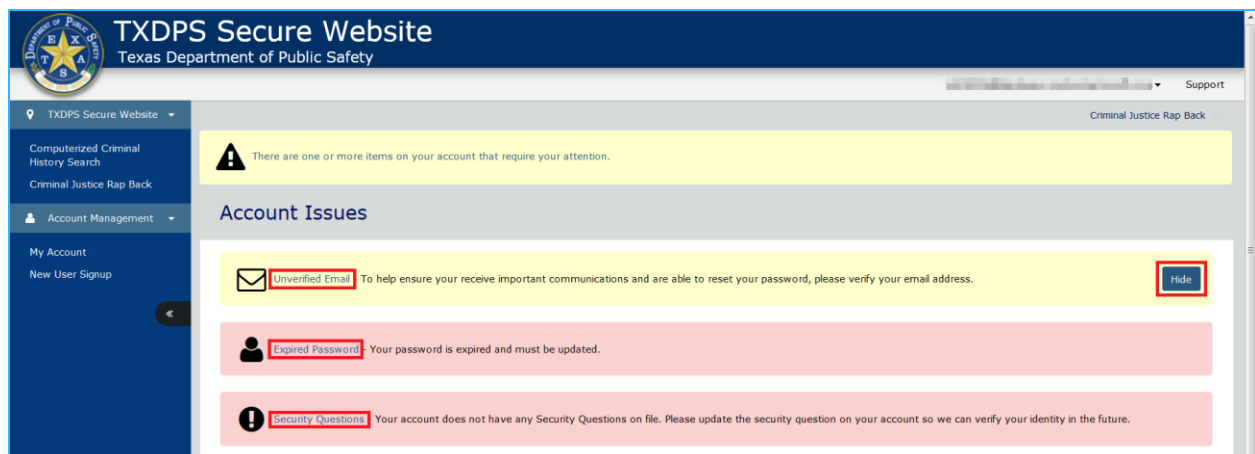 TXDPS Secure Website
Texas Department of Public Safety
DEPARTMENT OF PUBLIC SAFETY
TEXAS
Support
TXDPS Secure Website
Criminal Justice Rap Back /
Computerized Criminal
History Search
Criminal Justice Rap Back
There are one or more items on your account that require your attention.
Account Management
Account Issues
My Account
New User Signup
Unverified Email - To help ensure your receive important communications and are able to reset your password, please verify your email address.
Hide
«
Expired Password - Your password is expired and must be updated.
Security Questions Your account does not have any Security Questions on file. Please update the security question on your account so we can verify your identity in the future.